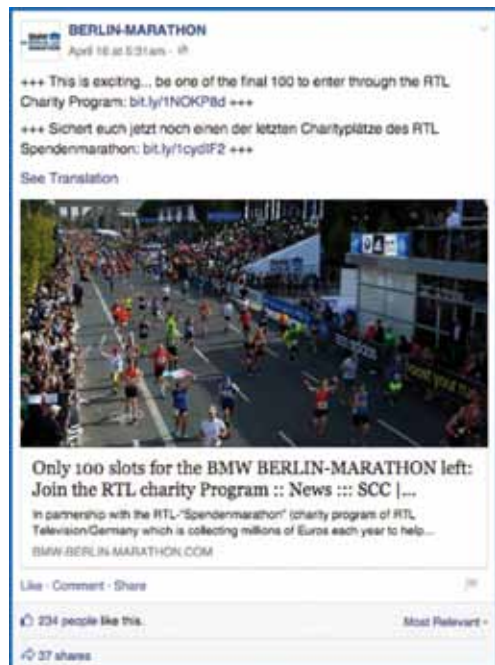 BERLIN-MARATHON
April 16 at 5:31am
+++ This is exciting... be one of the final 100 to enter through the RTL
Charity Program: bit.ly/1NOKP8d +++
+++ Sichert euch jetzt noch einen der letzten Charityplätze des RTL
Spendenmarathon: bit.ly/1cydIF2 +++
See Translation
Only 100 slots for the BMW BERLIN-MARATHON left:
Join the RTL charity Program :: News ::: SCC |...
In partnership with the RTL-"Spendenmarathon" (charity program of RTL
Television/Germany which is collecting millions of Euros each year to help...
BMW-BERLIN-MARATHON.COM
Like · Comment · Share
234 people like this.
Most Relevant
37 shares